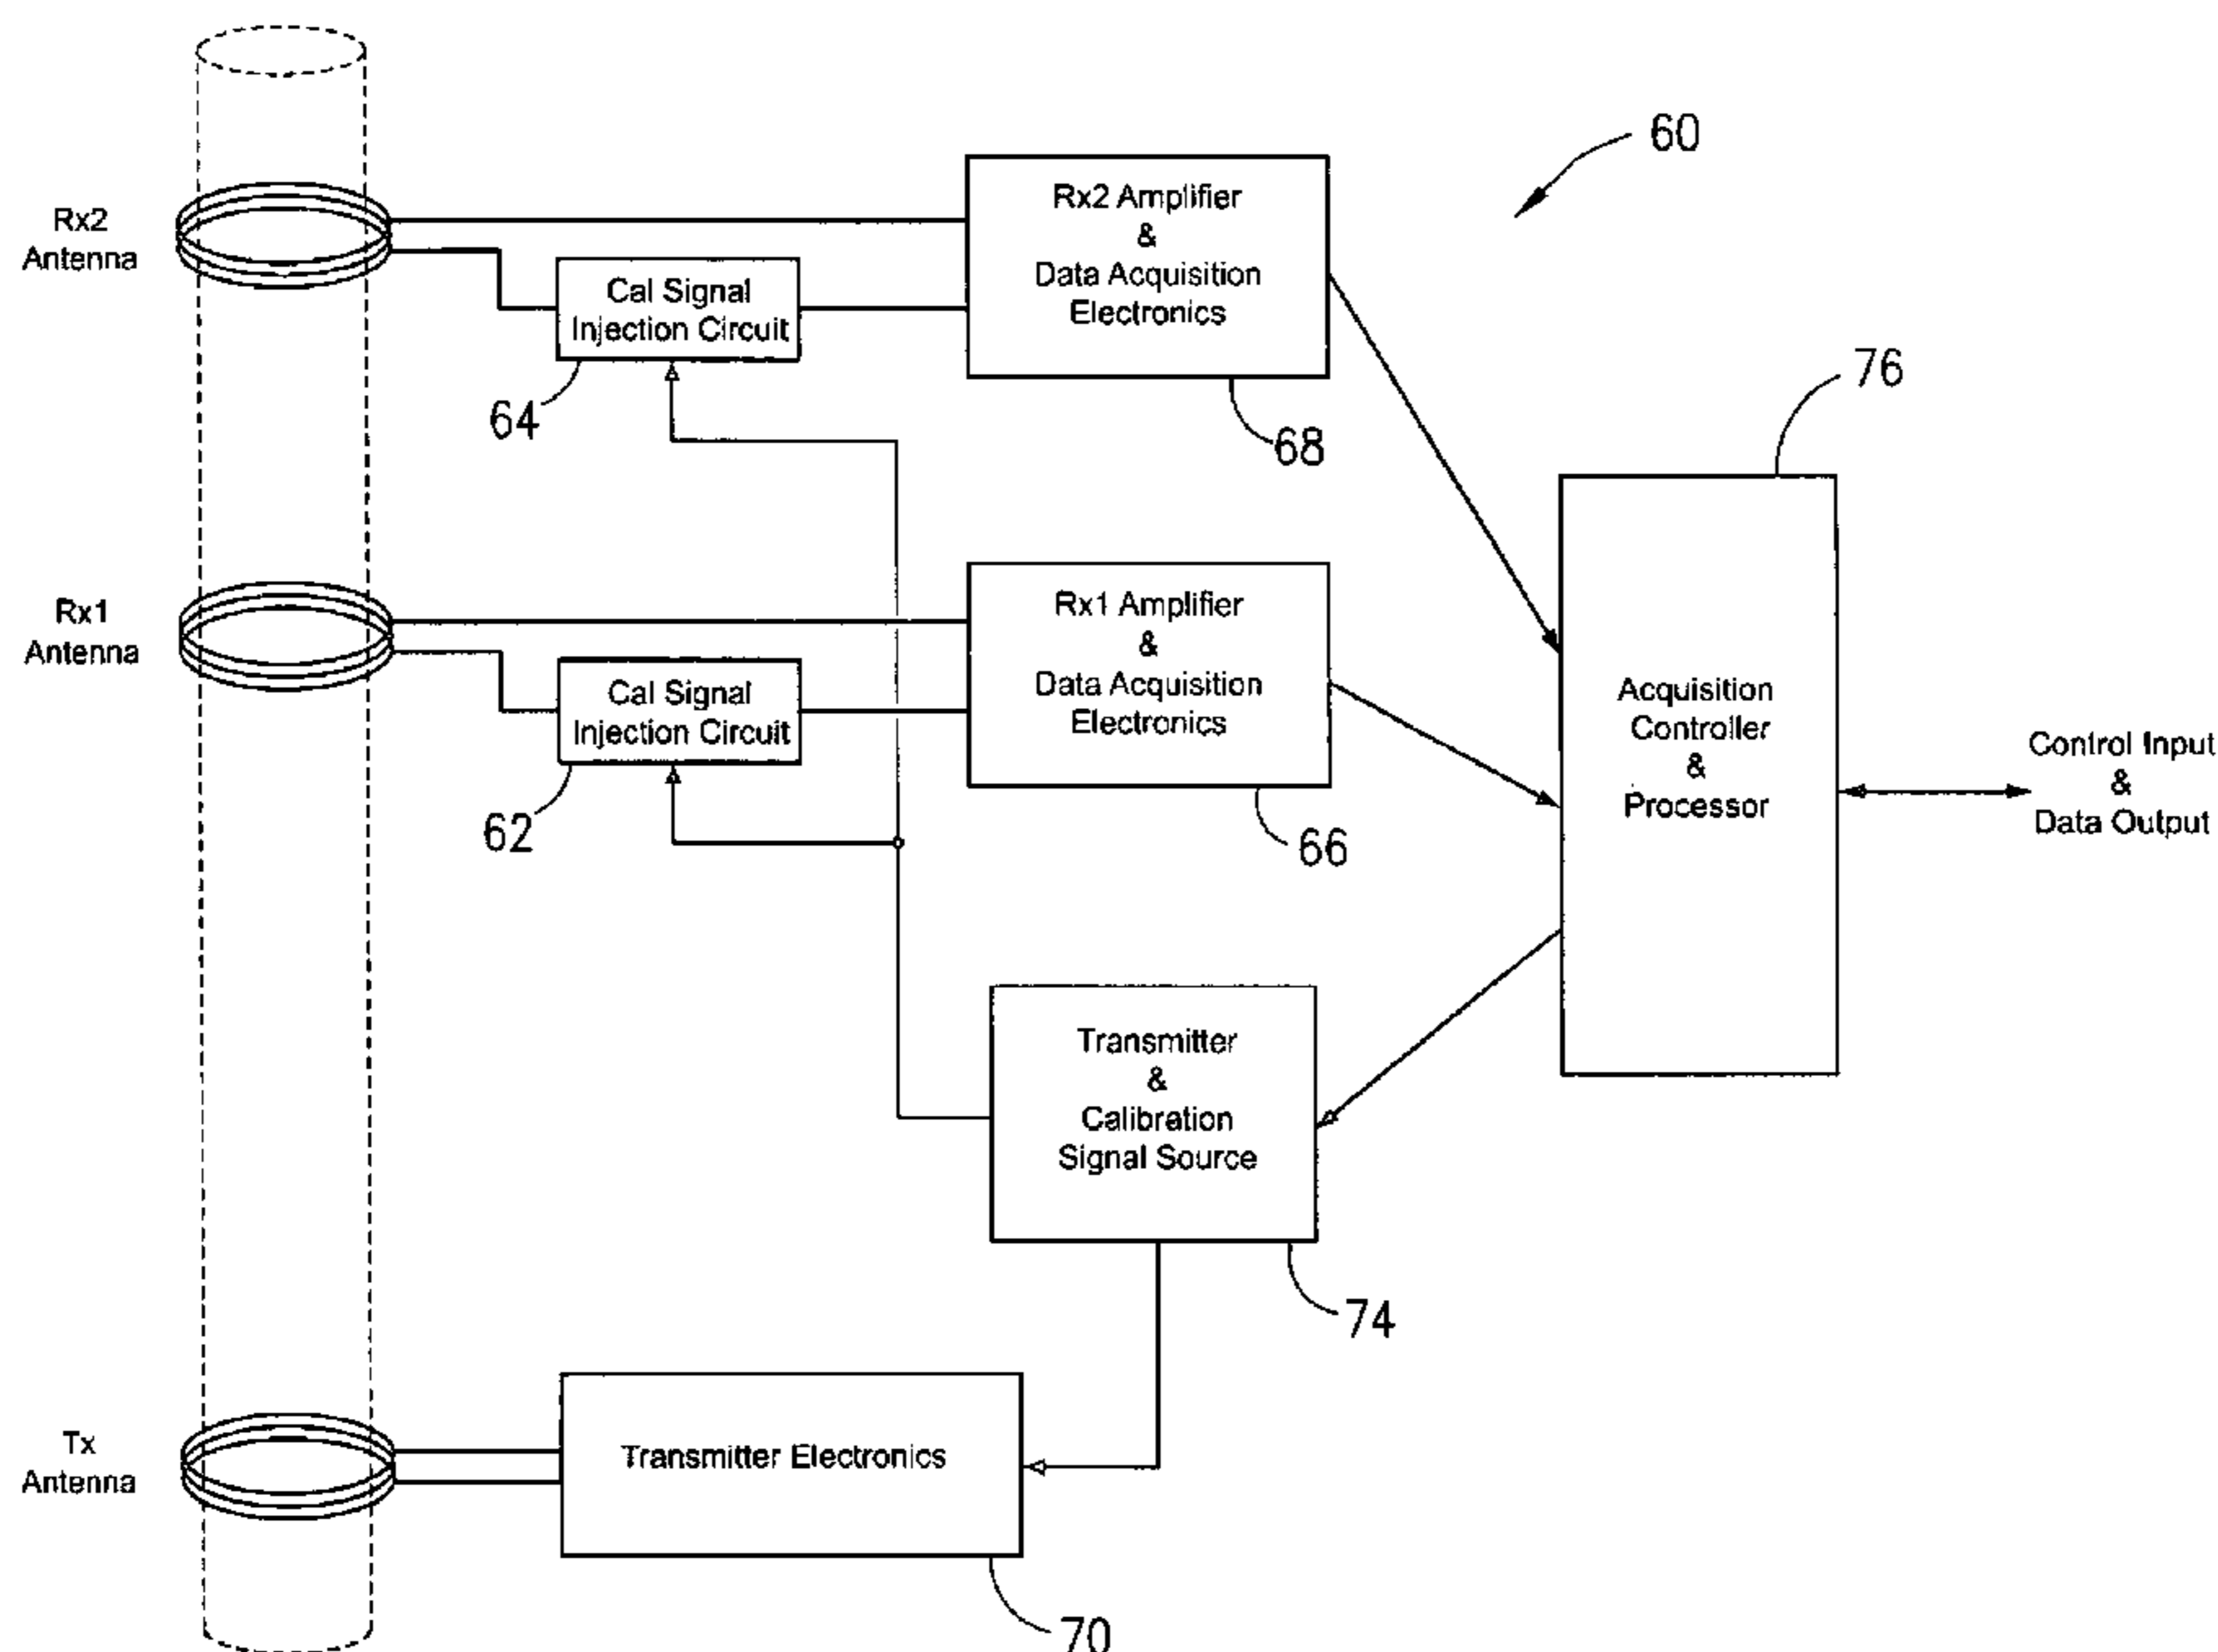 60
Rx2
Antenna
Rx2 Amplifier
&
Data Acquisition
Electronics
Cal Signal
Injection Circuit
64
68
76
Rx1
Antenna
Rx1 Amplifier
&
Data Acquisition
Electronics
Cal Signal
Injection Circuit
62
66
Acquisition
Controller
&
Processor
Control Input
&
Data Output
Transmitter
&
Calibration
Signal Source
74
Tx
Antenna
Transmitter Electronics
70